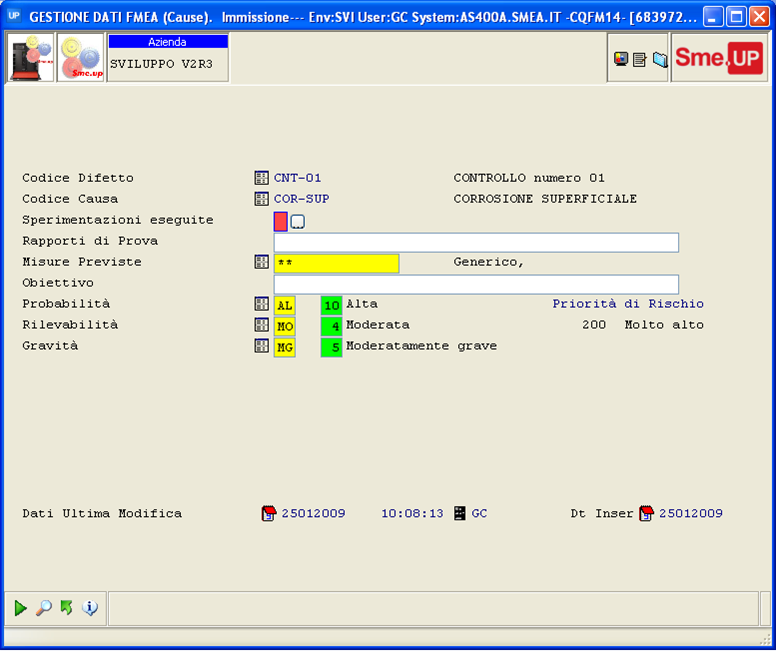 UP GESTIONE DATI FMEA (Cause). Immissione--- Env:SVI User:GC System:AS400A.SMEA.IT -CQFM14- [683972...
Sme.up Azienda Sme.UP
SVILUPPO V2R3
Codice Difetto CNT-01 CONTROLLO numero 01
Codice Causa COR-SUP CORROSIONE SUPERFICIALE
Sperimentazioni eseguite ...
Rapporti di Prova
Misure Previste ** Generico,
Obiettivo
Probabilità AL 10 Alta Priorità di Rischio
Rilevabilità MO 4 Moderata 200 Molto alto
Gravità MG 5 Moderatamente grave
Dati Ultima Modifica 25012009 10:08:13 GC Dt Inser 25012009